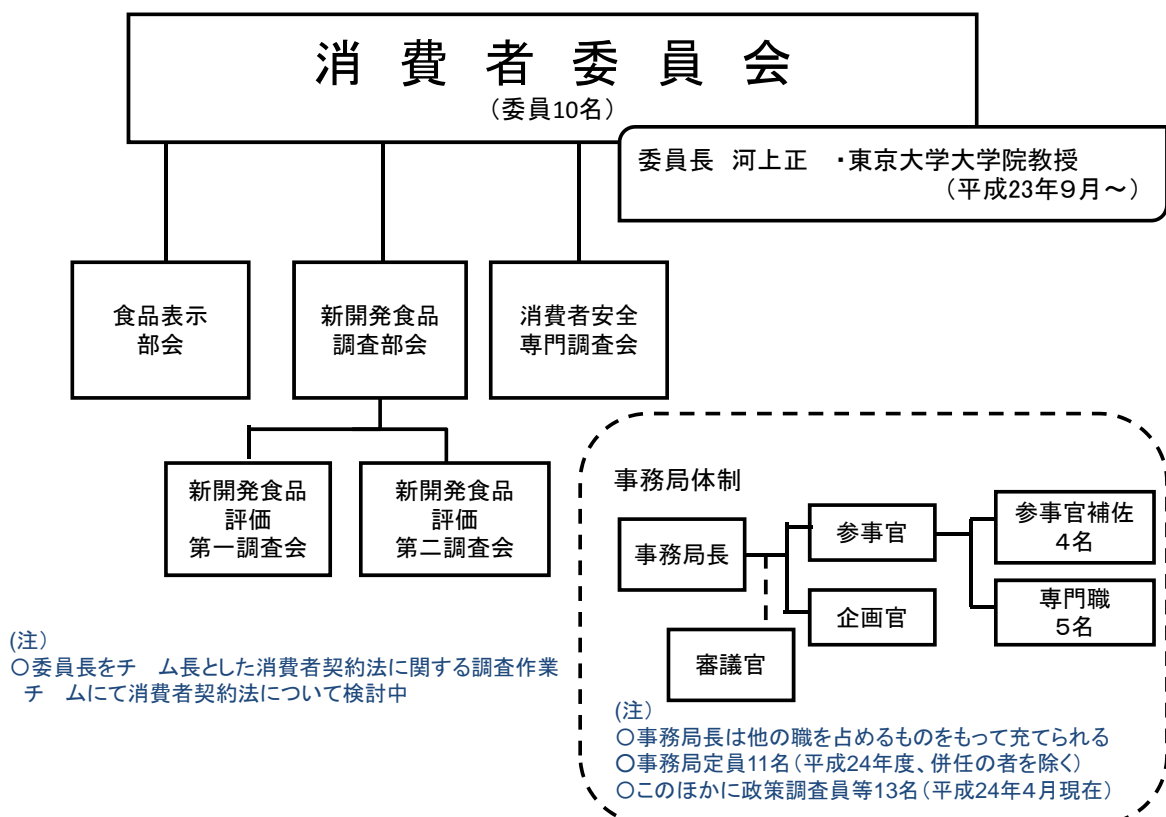 消費者委員会
（委員10名）
委員長 河上正 ・東京大学大学院教授
（平成23年９月～）
食品表示
部会
新開発食品
調査部会
消費者安全
専門調査会
新開発食品
評価
第一調査会
新開発食品
評価
第二調査会
事務局体制
事務局長
参事官
企画官
審議官
参事官補佐
４名
専門職
５名
(注)
○委員長をチ ム長とした消費者契約法に関する調査作業
チ ムにて消費者契約法について検討中
(注)
○事務局長は他の職を占めるものをもって充てられる
○事務局定員11名（平成24年度、併任の者を除く）
○このほかに政策調査員等13名（平成24年４月現在）